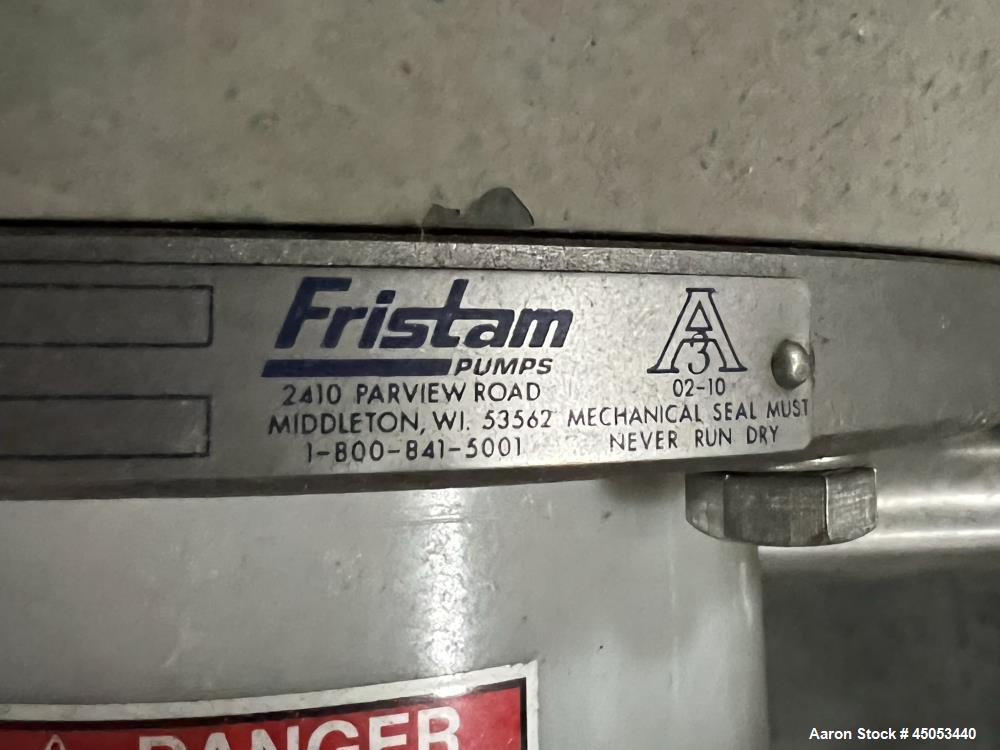 Fristam
PUMPS
2410 PARVIEW ROAD
MIDDLETON, WI. 53562
1-800-841-5001
A
3
02-10
MECHANICAL SEAL MUST
NEVER RUN DRY
DANGER
Aaron Stock # 45053440